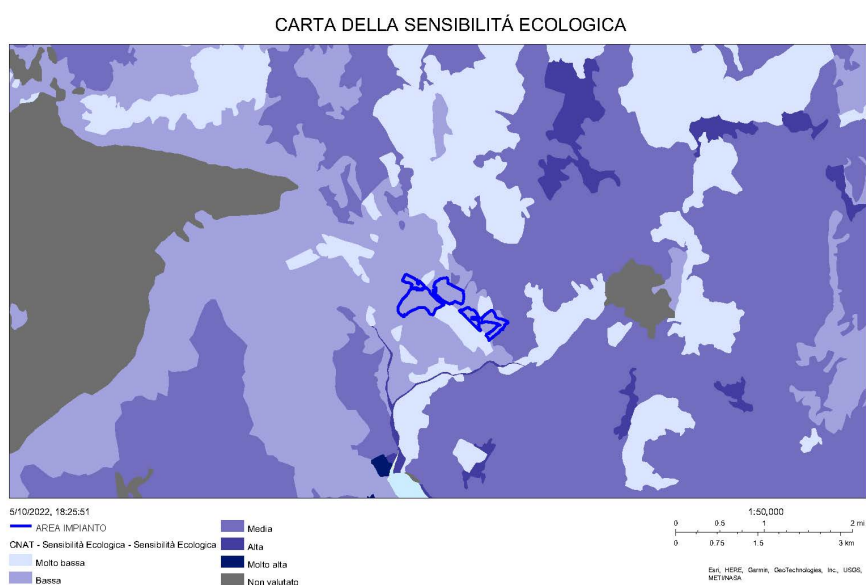 CARTA DELLA SENSIBILITÁ ECOLOGICA
5/10/2022, 18:25:51
AREA IMPIANTO
CNAT - Sensibilità Ecologica - Sensibilità Ecologica
Molto bassa
Bassa
Media
Alta
Molto alta
Non valutato
1:50,000
0 0.5 1 2 mi
0 0.75 1.5 3 km
Esri, HERE, Garmin, GeoTechnologies, Inc., USGS,
METI/NASA